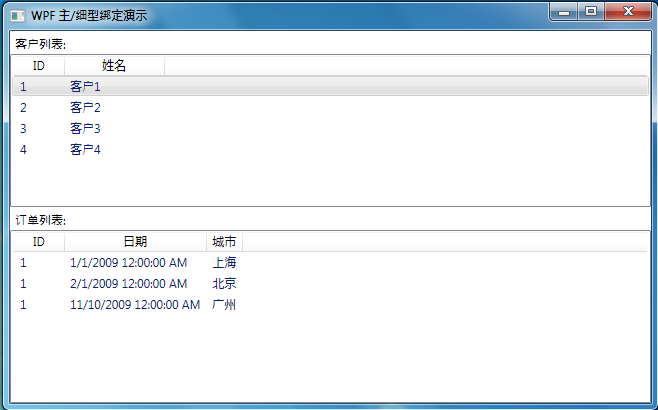 WPF 主/细型绑定演示
客户列表:
ID 姓名
1 客户1
2 客户2
3 客户3
4 客户4
订单列表:
ID 日期 城市
1 1/1/2009 12:00:00 AM 上海
1 2/1/2009 12:00:00 AM 北京
1 11/10/2009 12:00:00 AM 广州